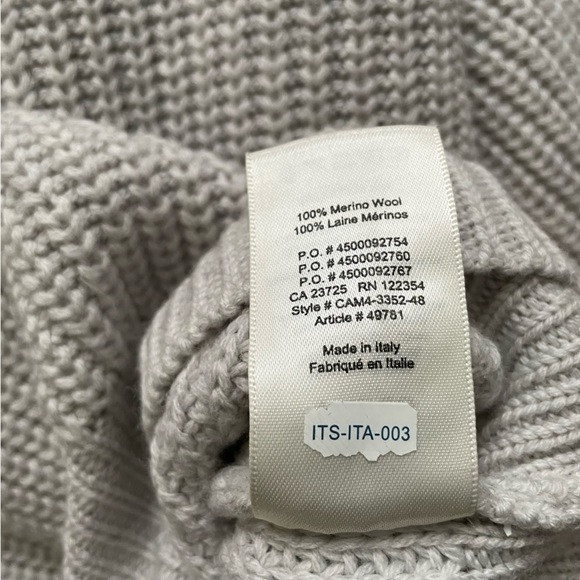 100% Merino Wool
100% Laine Mérinos
P.O. # 4500092754
P.O. # 4500092760
P.O. # 4500092767
CA 23725 RN 122354
Style # CAM4-3352-48
Article # 49781
Made in Italy
Fabriqué en Italie
ITS-ITA-003